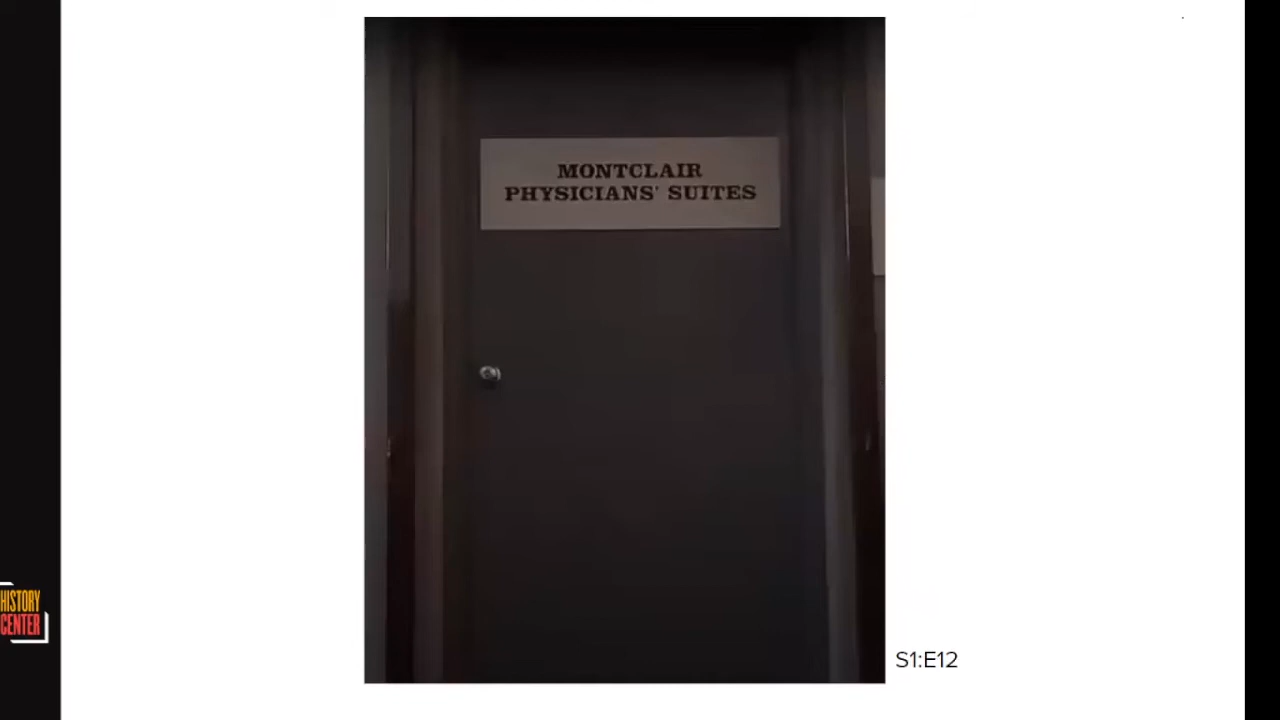 MONTCLAIR
PHYSICIANS' SUITES
HISTORY
CENTER
S1:E12